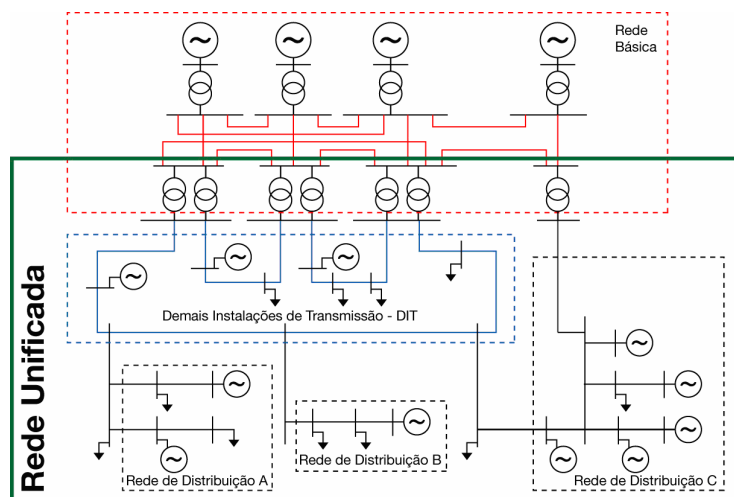 Rede
Básica
Rede Unificada
Demais Instalações de Transmissão - DIT
Rede de Distribuição A
Rede de Distribuição B
Rede de Distribuição C